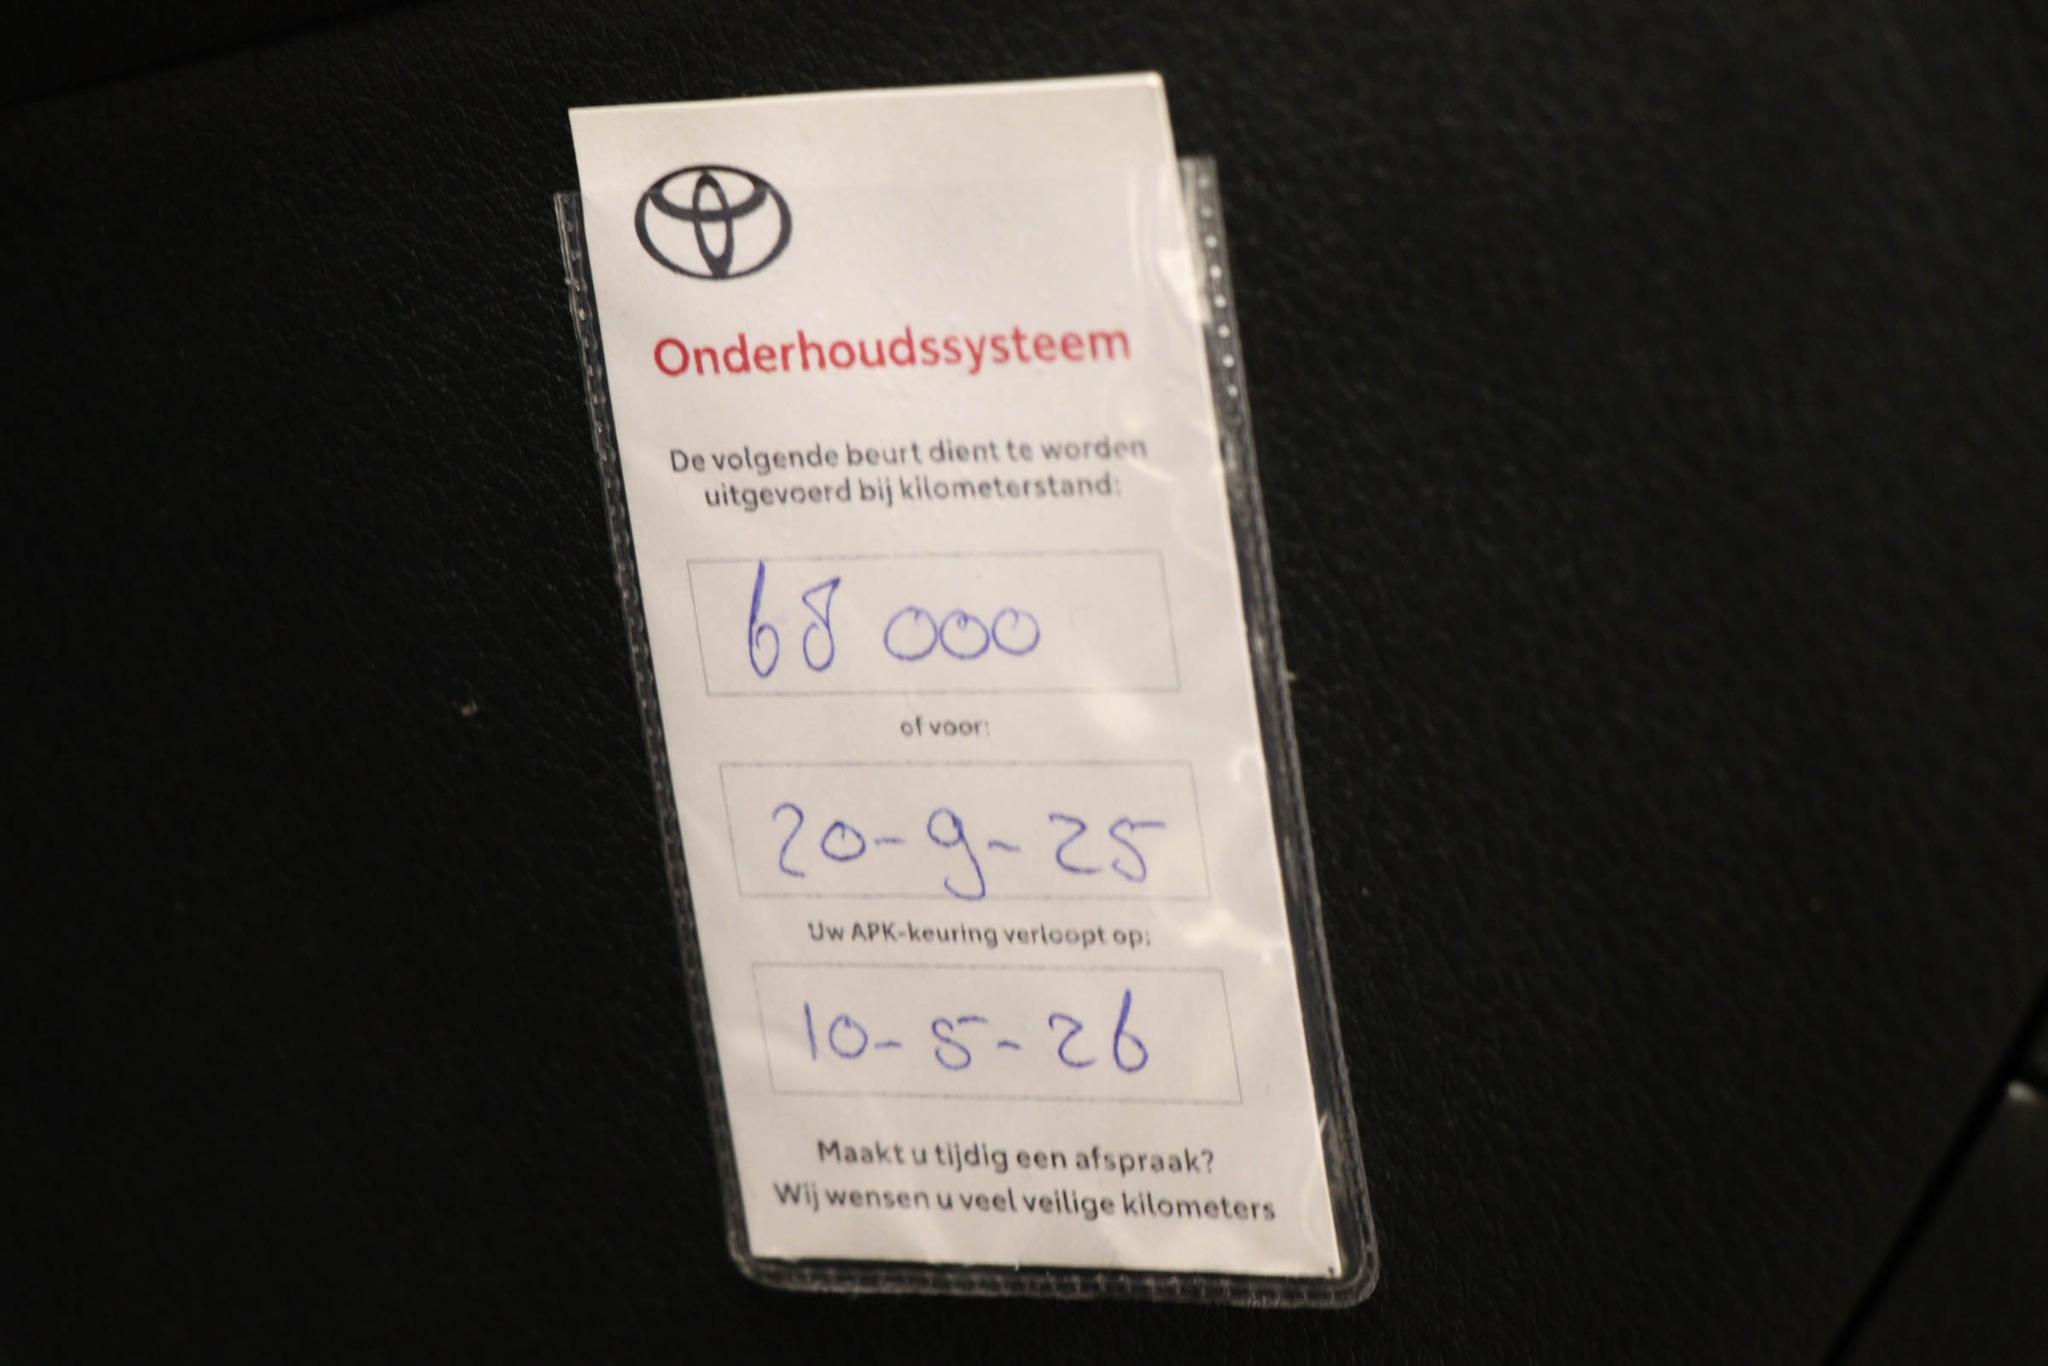 Onderhoudssysteem
De volgende beurt dient te worden
uitgevoerd bij kilometerstand:
68 000
of voor:
20-9-25
Uw APK-keuring verloopt op:
10-5-26
Maakt u tijdig een afspraak?
Wij wensen u veel veilige kilometers